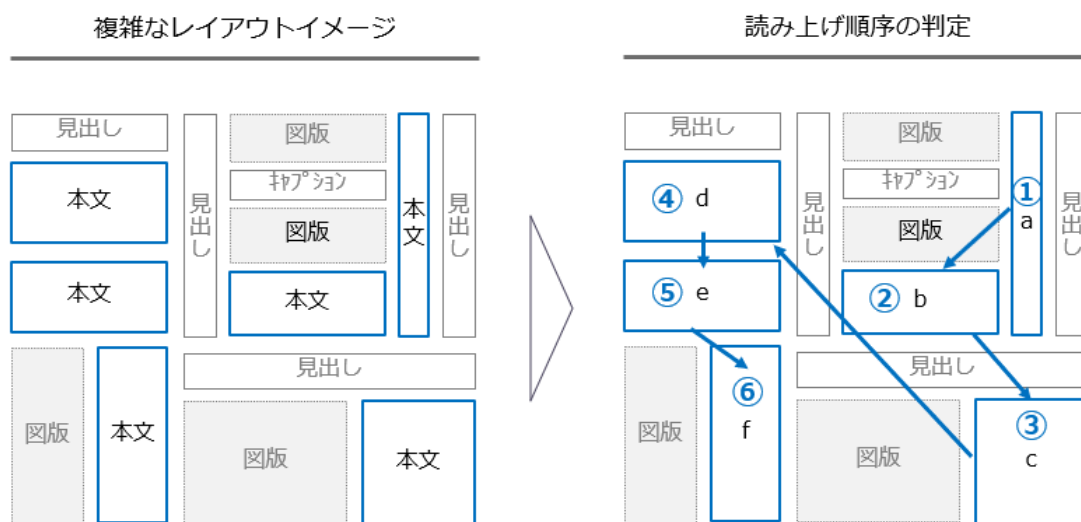 複雑なレイアウトイメージ
見出し
本文
本文
図版
本文
見出し
図版
ｷｬﾌﾟｼｮﾝ
図版
本文
本文
見出し
見出し
図版
本文
読み上げ順序の判定
見出し
④ d
⑤ e
図版
⑥
f
見出し
図版
ｷｬﾌﾟｼｮﾝ
図版
② b
①
a
見出し
見出し
図版
③
c